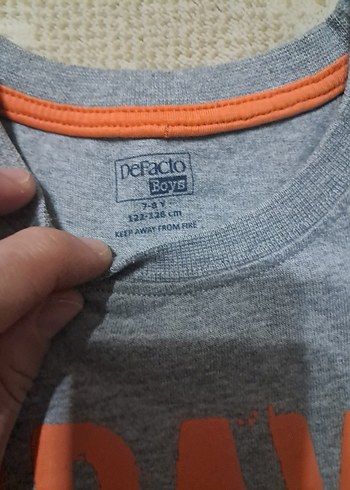 DeFacto
Boys
7-8 Y
122-128 cm
KEEP AWAY FROM FIRE